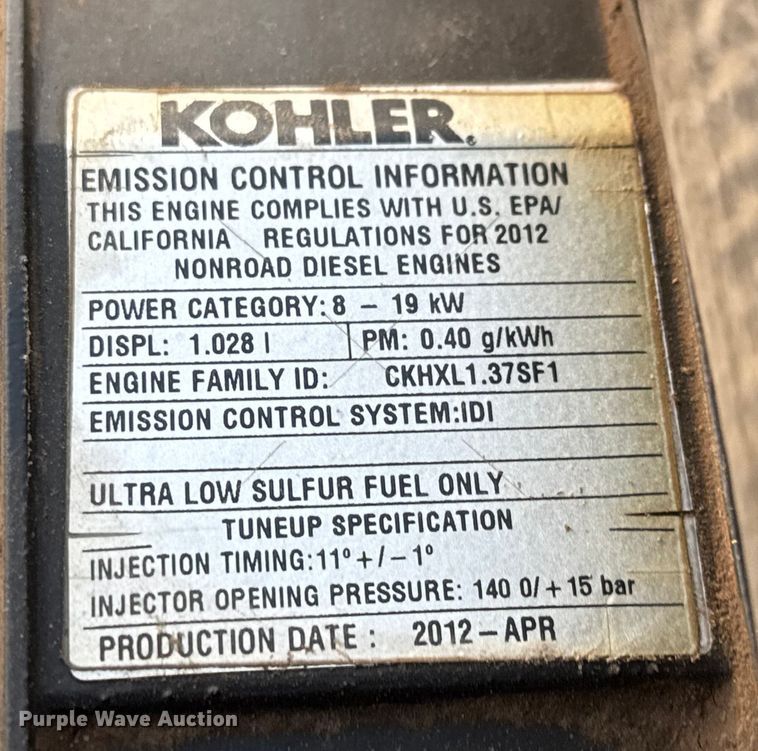 KOHLER®
EMISSION CONTROL INFORMATION
THIS ENGINE COMPLIES WITH U.S. EPA/
CALIFORNIA REGULATIONS FOR 2012
NONROAD DIESEL ENGINES
POWER CATEGORY: 8 – 19 kW
DISPL: 1.028 l PM: 0.40 g/kWh
ENGINE FAMILY ID: CKHXL1.37SF1
EMISSION CONTROL SYSTEM:IDI
ULTRA LOW SULFUR FUEL ONLY
TUNEUP SPECIFICATION
INJECTION TIMING:11º +/– 1º
INJECTOR OPENING PRESSURE: 140 0/ + 15 bar
PRODUCTION DATE : 2012 – APR
Purple Wave Auction